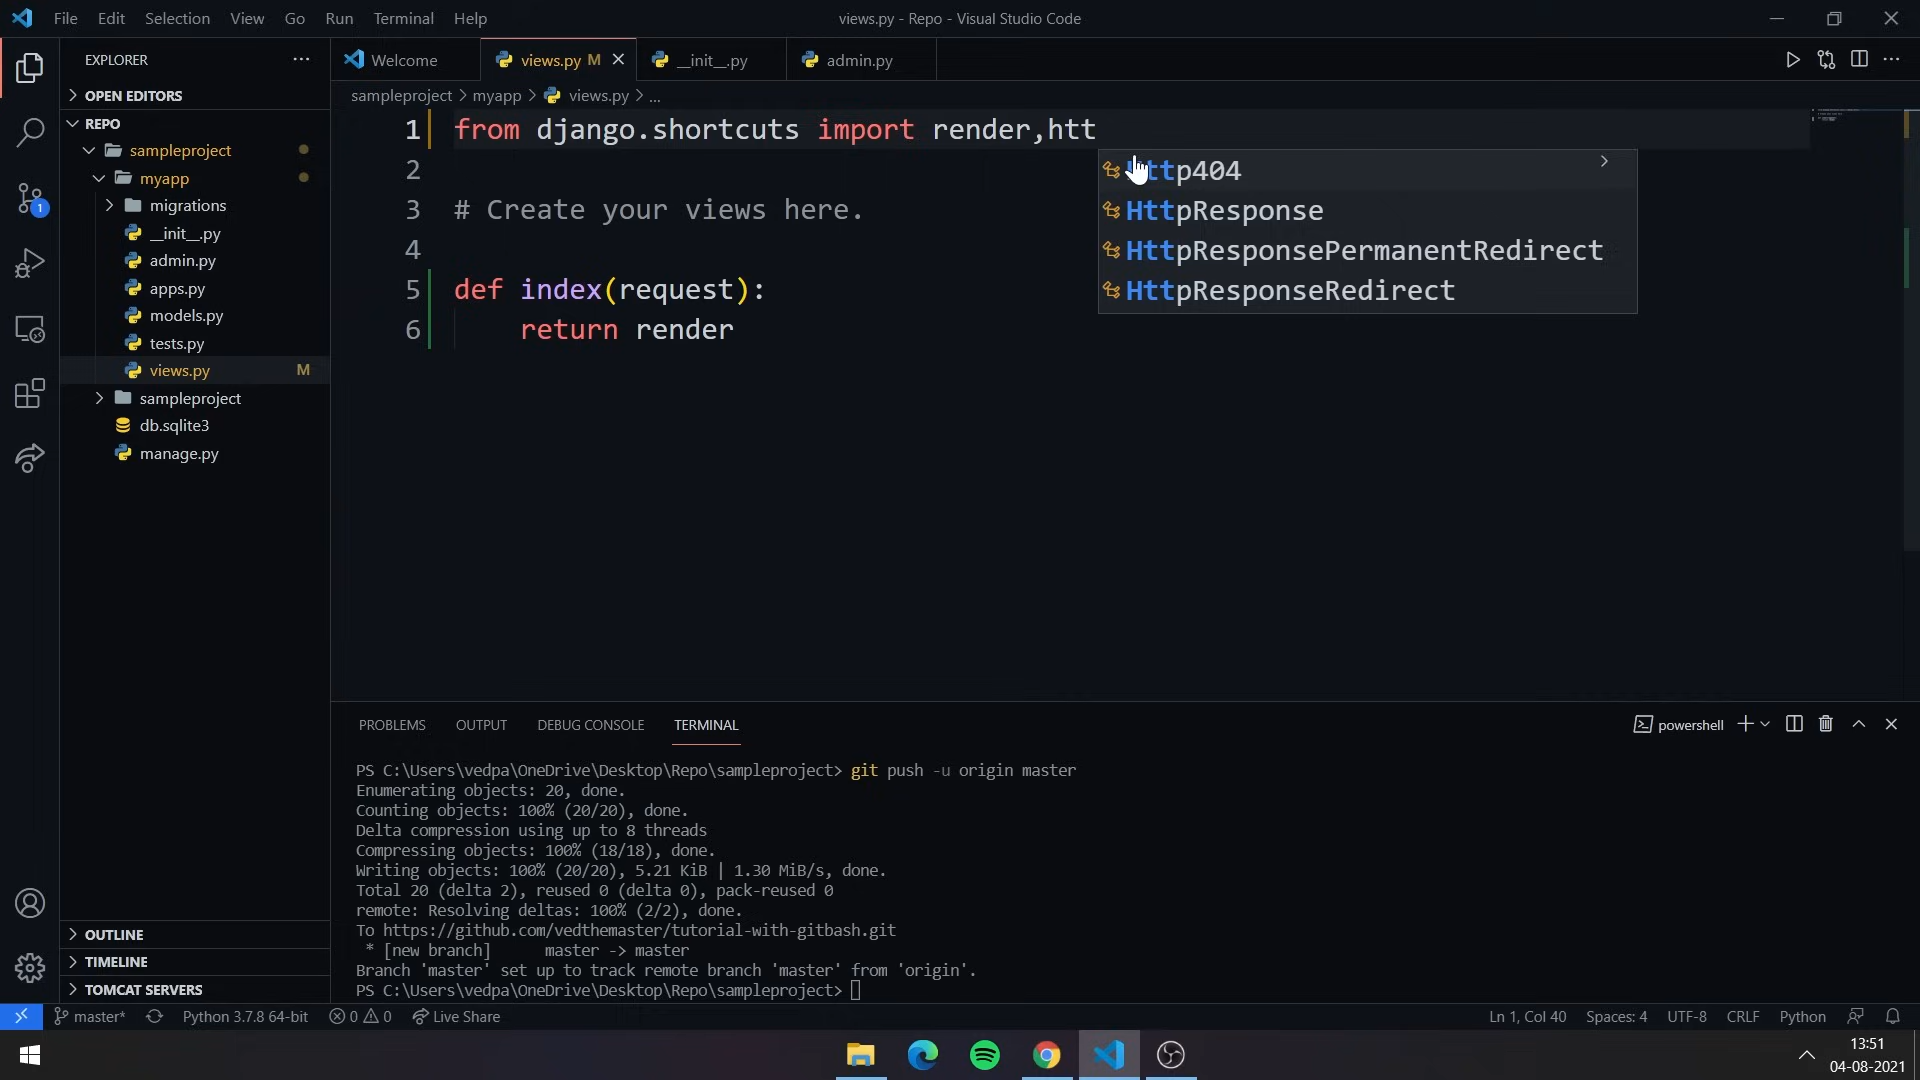 File Edit Selection View Go Run Terminal Help
views.py - Repo - Visual Studio Code
EXPLORER
OPEN EDITORS
REPO
sampleproject
myapp
migrations
__init__.py
admin.py
apps.py
models.py
tests.py
views.py M
sampleproject
db.sqlite3
manage.py
OUTLINE
TIMELINE
TOMCAT SERVERS
1
Welcome views.py M __init__.py admin.py
sampleproject > myapp > views.py > ...
1 from django.shortcuts import render,htt
2
3 # Create your views here.
4
5 def index(request):
6 return render
Http404
HttpResponse
HttpResponsePermanentRedirect
HttpResponseRedirect
PROBLEMS OUTPUT DEBUG CONSOLE TERMINAL
powershell
PS C:\Users\vedpa\OneDrive\Desktop\Repo\sampleproject> git push -u origin master
Enumerating objects: 20, done.
Counting objects: 100% (20/20), done.
Delta compression using up to 8 threads
Compressing objects: 100% (18/18), done.
Writing objects: 100% (20/20), 5.21 KiB | 1.30 MiB/s, done.
Total 20 (delta 2), reused 0 (delta 0), pack-reused 0
remote: Resolving deltas: 100% (2/2), done.
To https://github.com/vedthemaster/tutorial-with-gitbash.git
* [new branch] master -> master
Branch 'master' set up to track remote branch 'master' from 'origin'.
PS C:\Users\vedpa\OneDrive\Desktop\Repo\sampleproject>
master* Python 3.7.8 64-bit 0 0 Live Share
Ln 1, Col 40 Spaces: 4 UTF-8 CRLF Python
13:51
04-08-2021